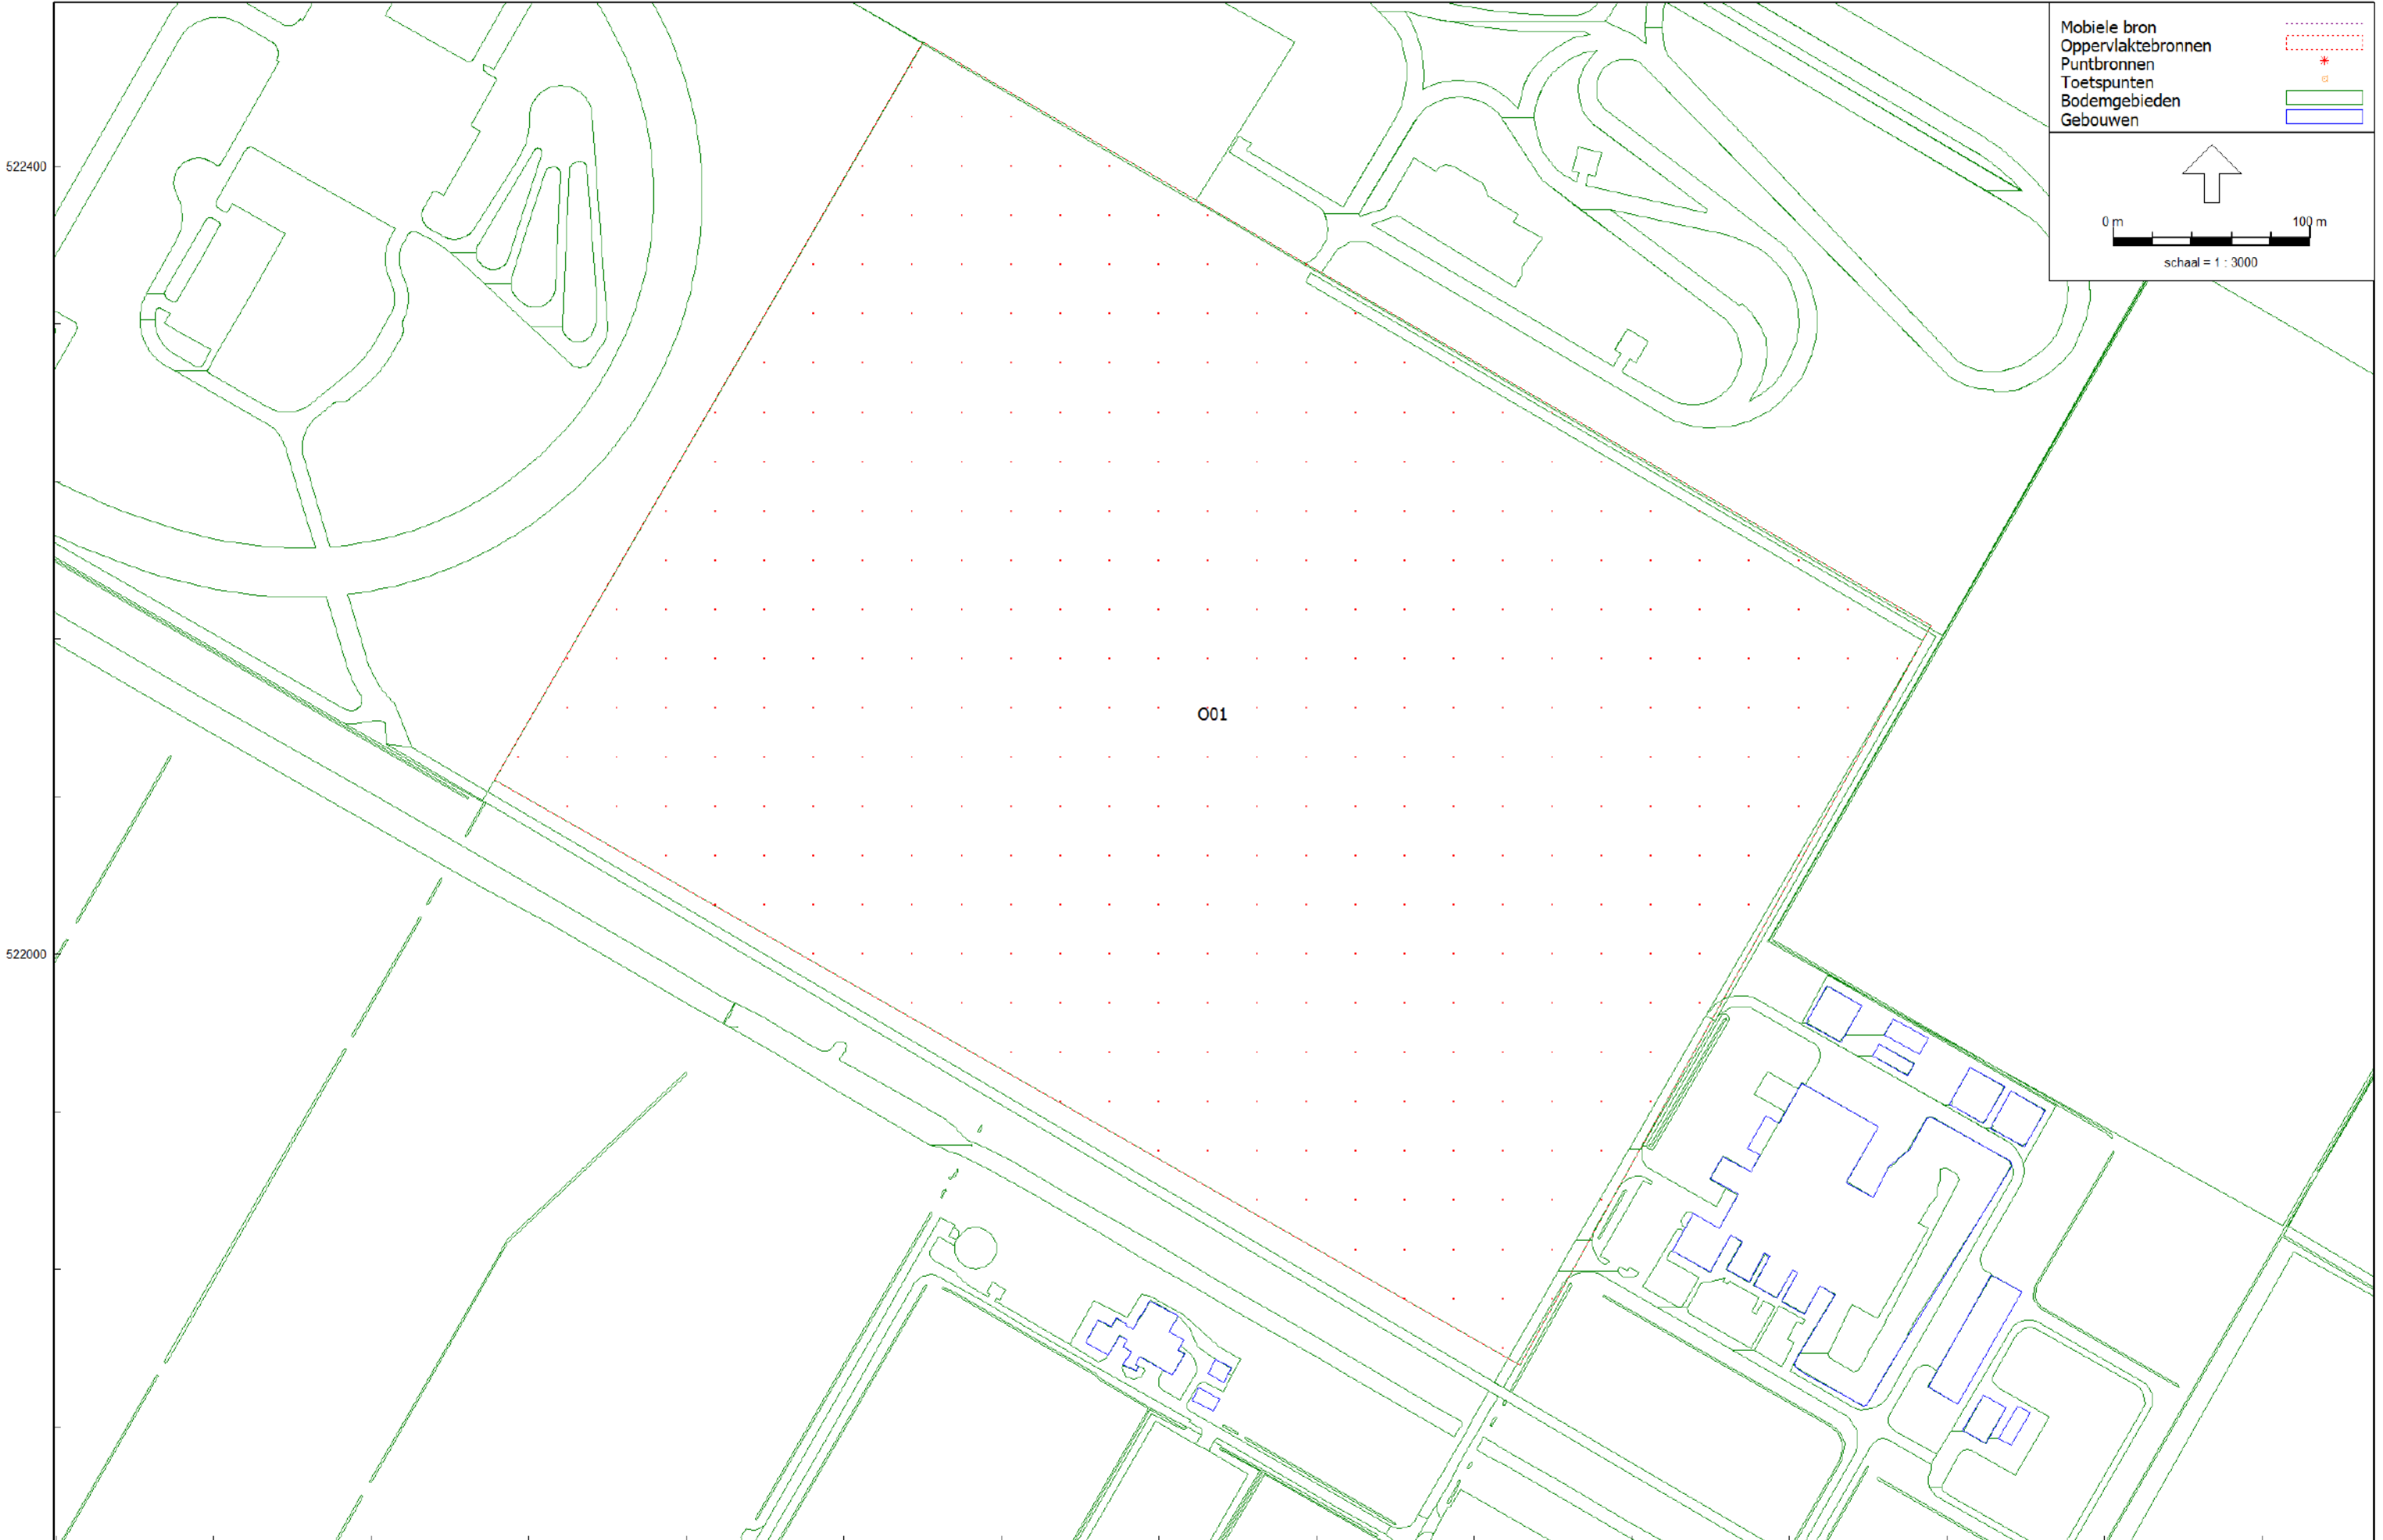 Mobiele bron
Oppervlaktebronnen
Puntbronnen
Toetspunten
Bodemgebieden
Gebouwen
0 m 100 m
schaal = 1 : 3000
522400
O01
522000